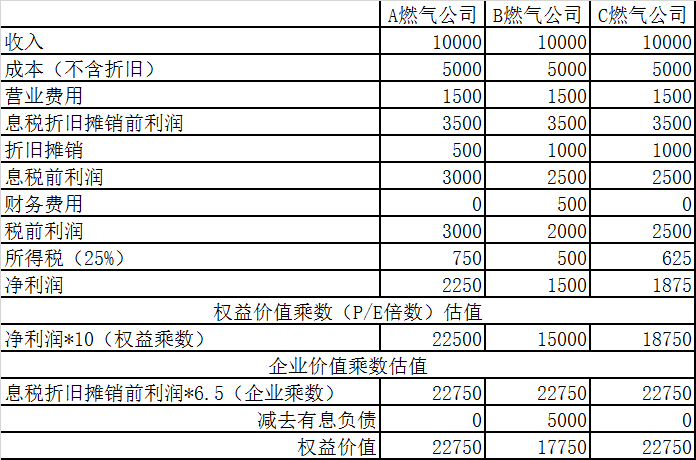 A燃气公司 B燃气公司 C燃气公司
收入 10000 10000 10000
成本（不含折旧） 5000 5000 5000
营业费用 1500 1500 1500
息税折旧摊销前利润 3500 3500 3500
折旧摊销 500 1000 1000
息税前利润 3000 2500 2500
财务费用 0 500 0
税前利润 3000 2000 2500
所得税（25%） 750 500 625
净利润 2250 1500 1875
权益价值乘数（P/E倍数）估值
净利润*10（权益乘数） 22500 15000 18750
企业价值乘数估值
息税折旧摊销前利润*6.5（企业乘数） 22750 22750 22750
减去有息负债 0 5000 0
权益价值 22750 17750 22750